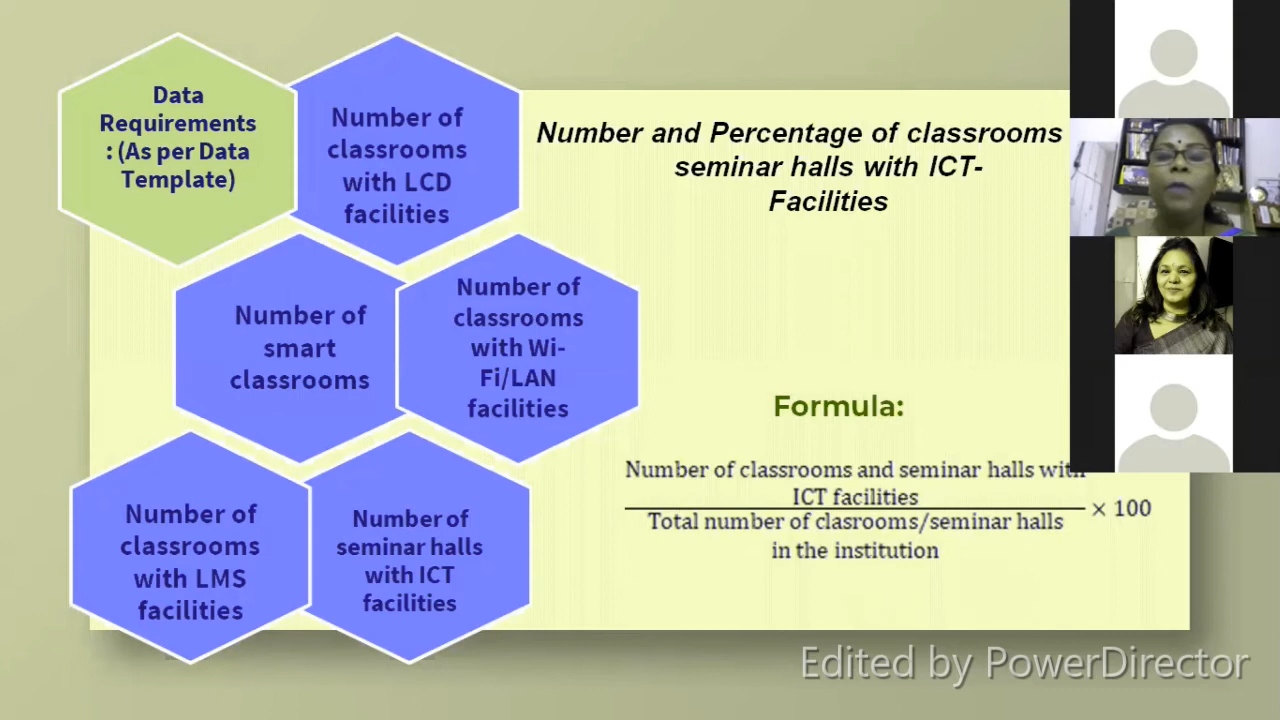 Data
Requirements
: (As per Data
Template)
Number of
classrooms
with LCD
facilities
Number and Percentage of classrooms
seminar halls with ICT-
Facilities
Number of
smart
classrooms
Number of
classrooms
with Wi-
Fi/LAN
facilities
Number of
classrooms
with LMS
facilities
Number of
seminar halls
with ICT
facilities
Formula:
Number of classrooms and seminar halls with
ICT facilities
× 100
Total number of clasrooms/seminar halls
in the institution
Edited by PowerDirector